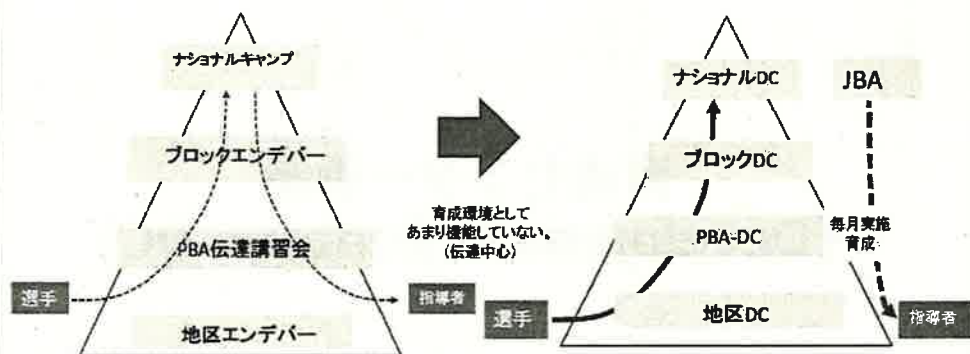 ナショナルキャンプ
ブロックエンデバー
PBA伝達講習会
選手
指導者
地区エンデバー
育成環境として
あまり機能していない。
(伝達中心)
ナショナルDC
JBA
ブロックDC
PBA-DC
毎月実施
育成
選手
地区DC
指導者